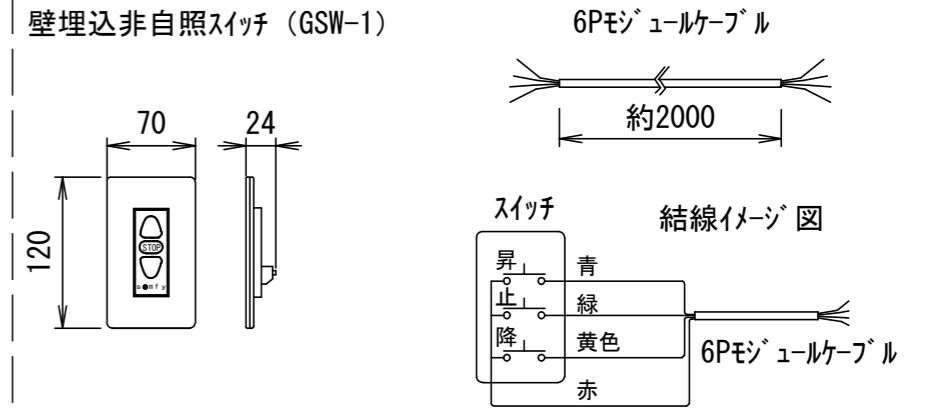 壁埋込非自照ｽｲｯﾁ (GSW-1)
70
24
120
STOP
somfy
6Pﾓｼﾞｭｰﾙｹｰﾌﾞﾙ
約2000
ｽｲｯﾁ
結線ｲﾒｰｼﾞ図
昇
青
止
緑
降
黄色
赤
6Pﾓｼﾞｭｰﾙｹｰﾌﾞﾙ